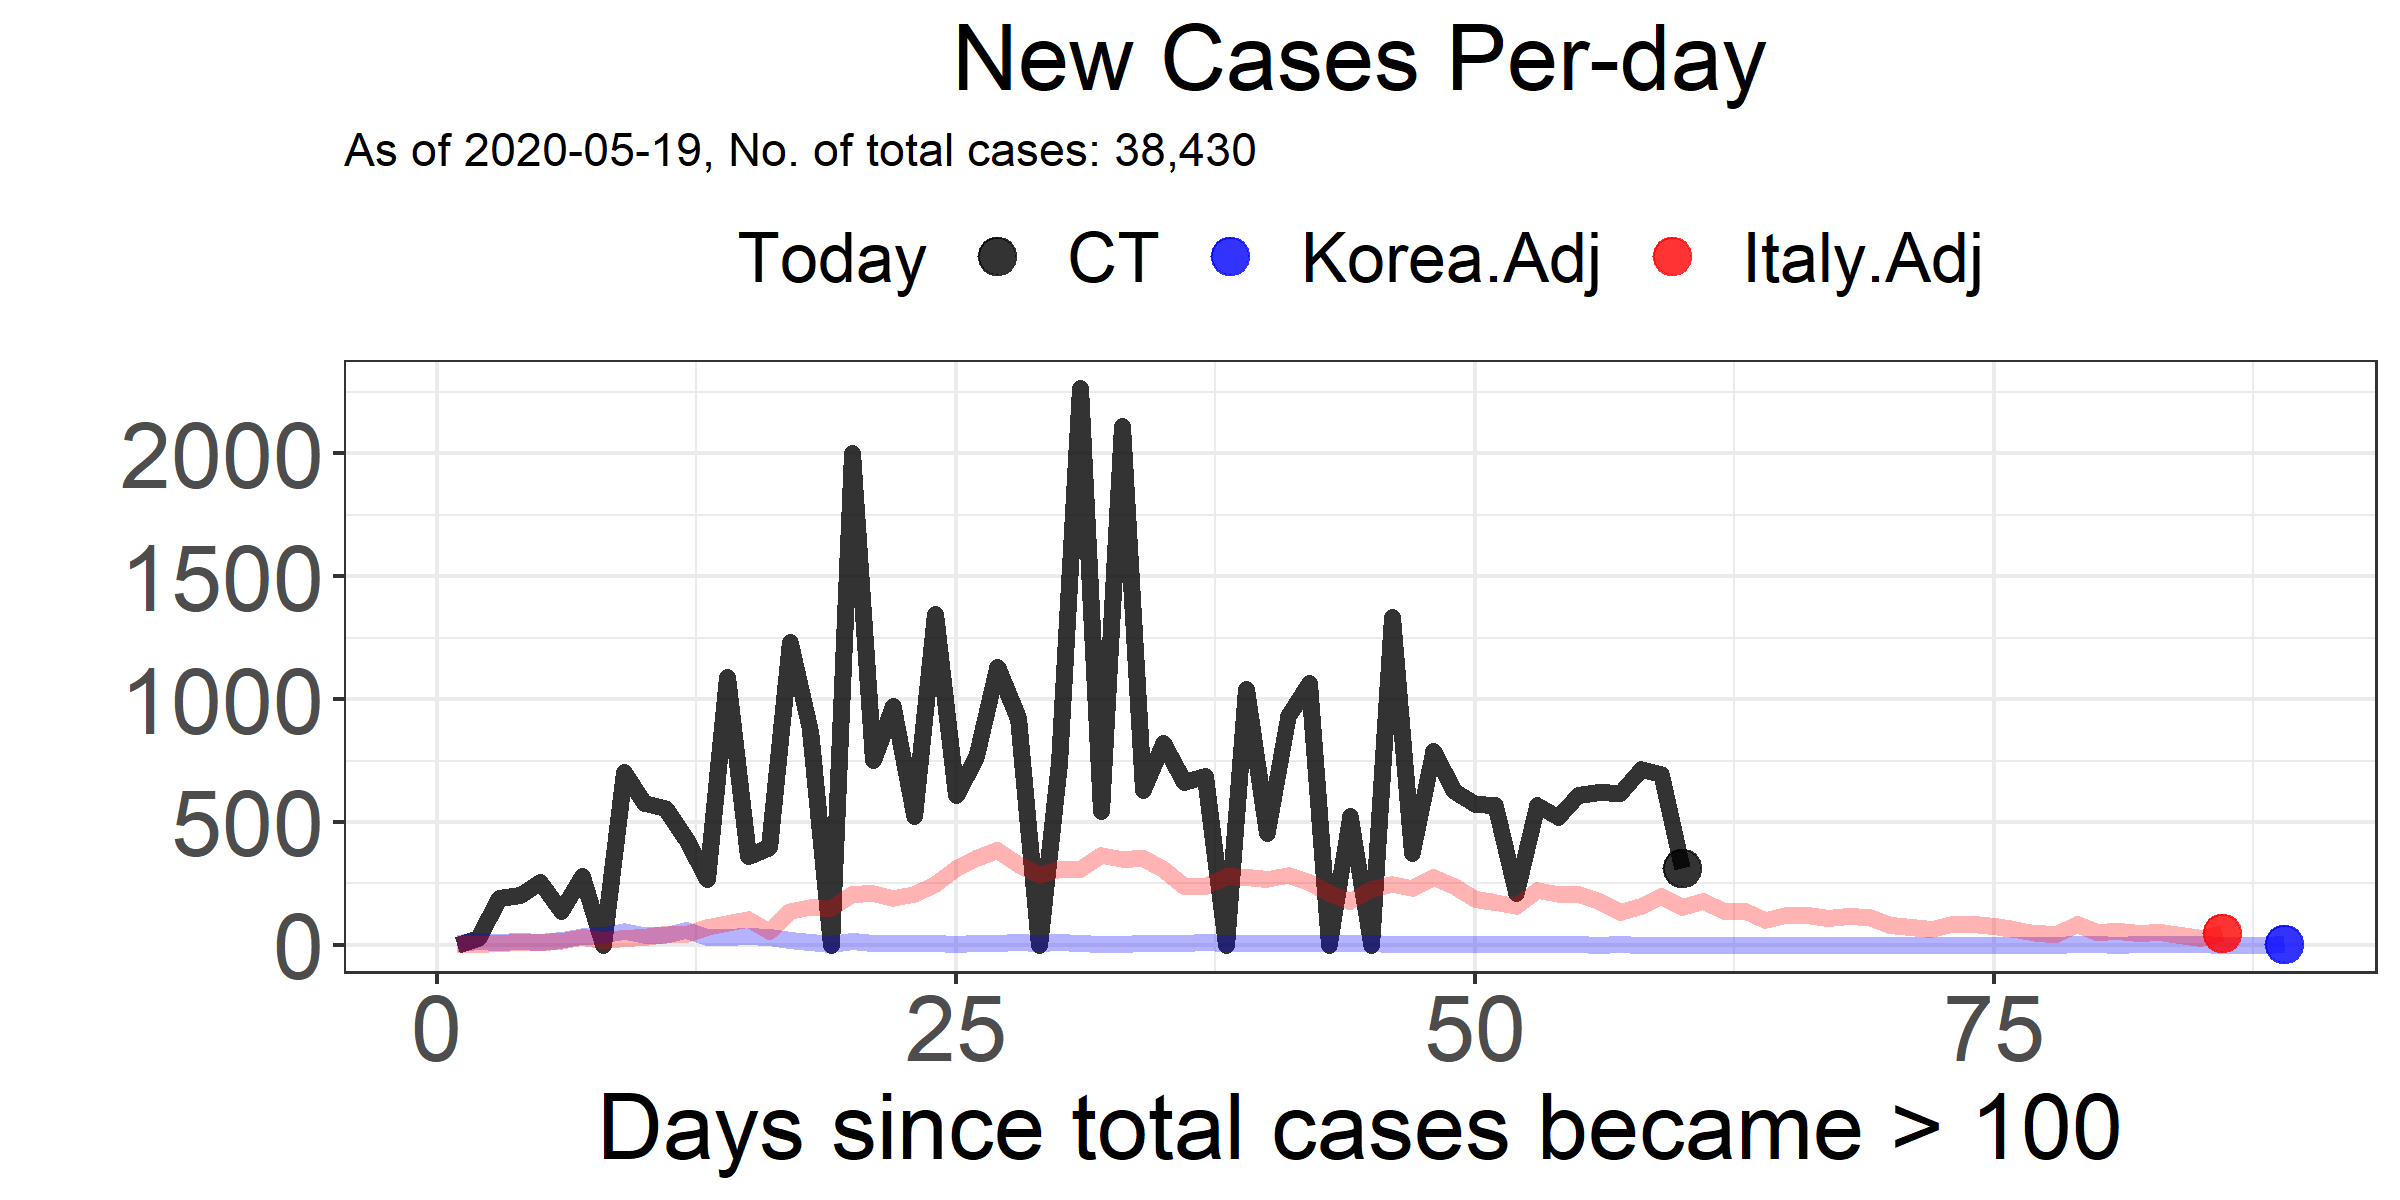 New Cases Per-day
As of 2020-05-19, No. of total cases: 38,430
Today CT Korea.Adj Italy.Adj
2000
1500
1000
500
0
0 25 50 75
Days since total cases became > 100